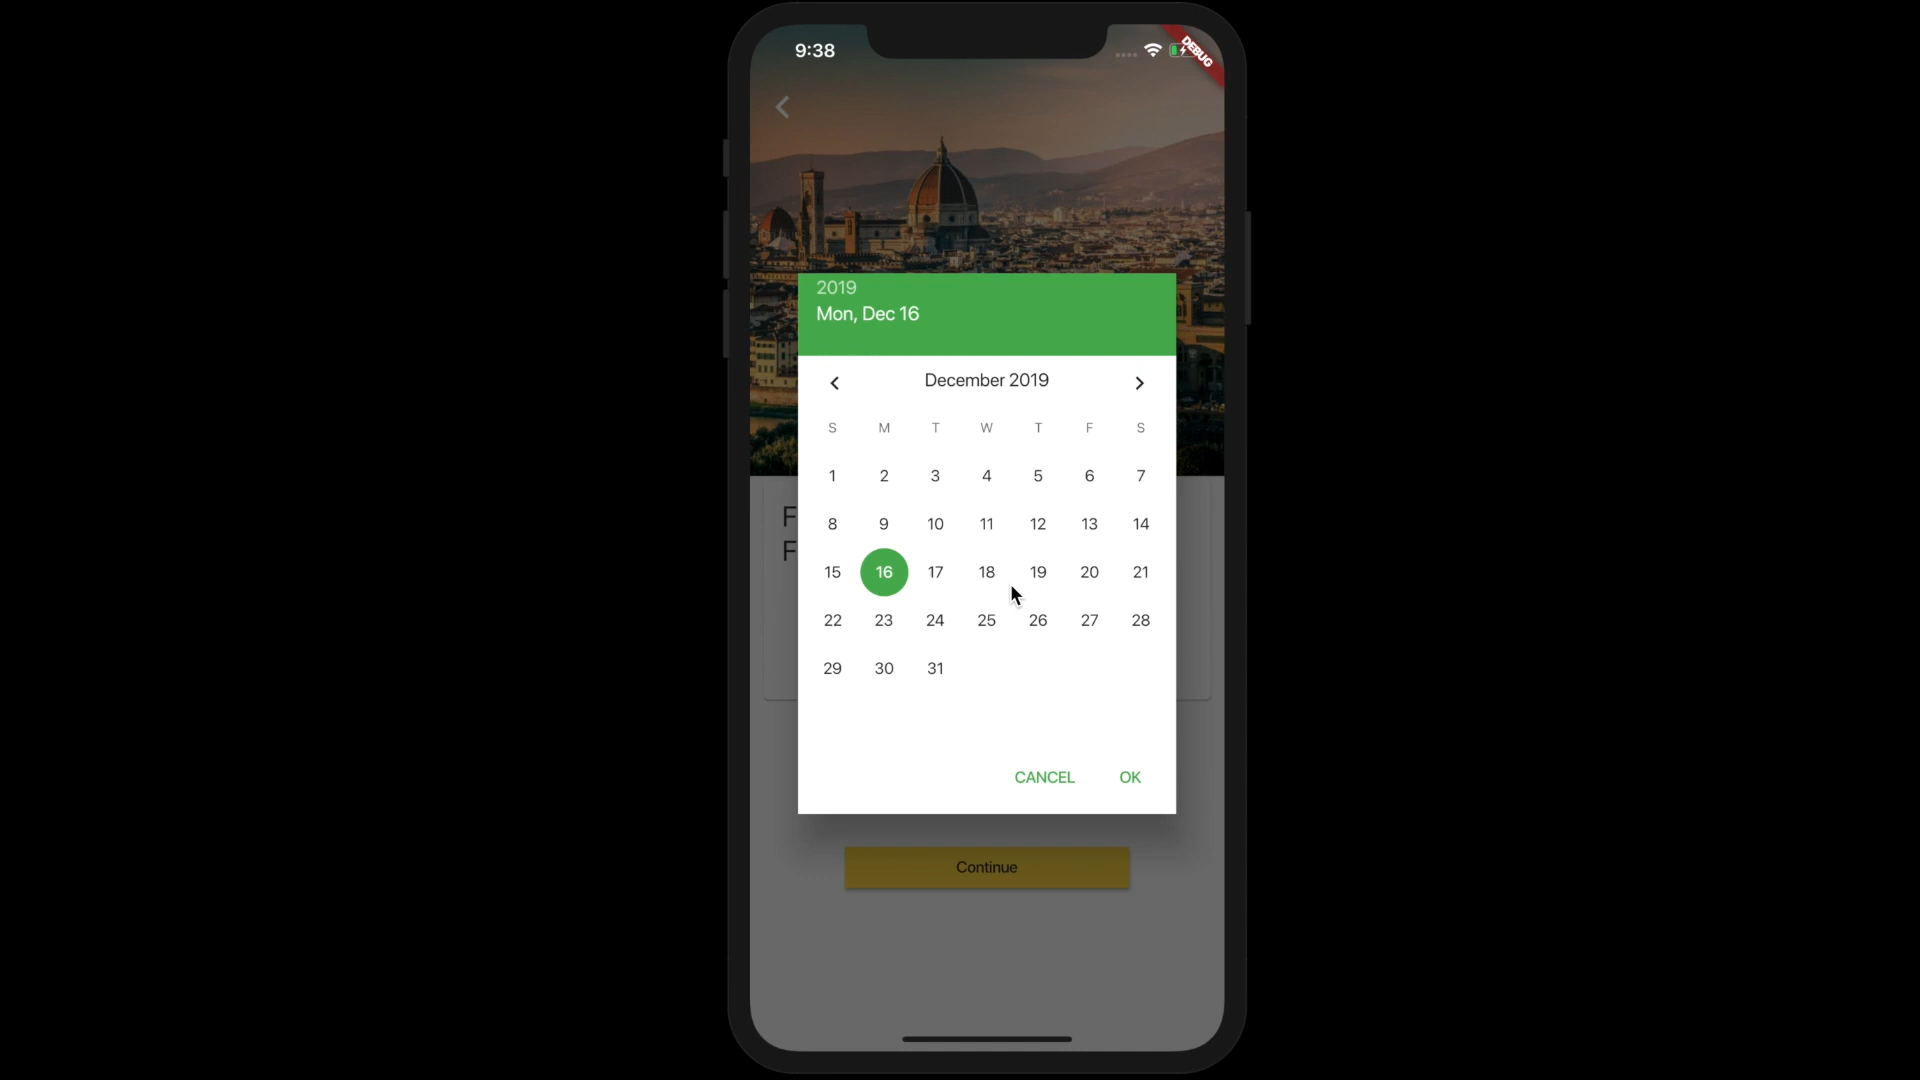 9:38
DEBUG
2019
Mon, Dec 16
December 2019
S M T W T F S
1 2 3 4 5 6 7
8 9 10 11 12 13 14
15 16 17 18 19 20 21
22 23 24 25 26 27 28
29 30 31
F
F
CANCEL OK
Continue